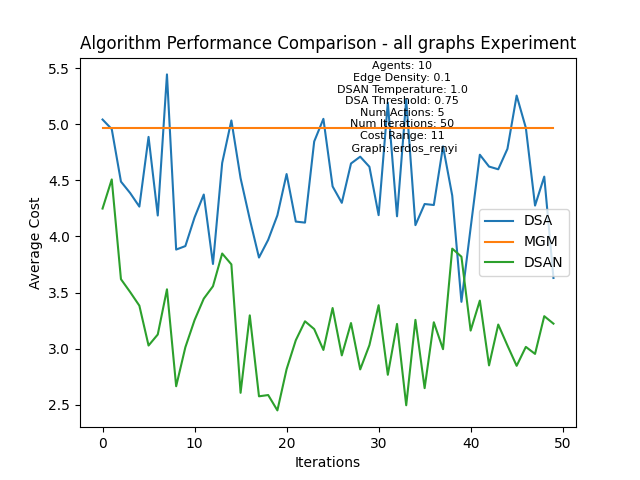 Algorithm Performance Comparison - all graphs Experiment
Agents: 10
Edge Density: 0.1
DSAN Temperature: 1.0
DSA Threshold: 0.75
Num Actions: 5
Num Iterations: 50
Cost Range: 11
Graph: erdos_renyi
5.5
5.0
4.5
4.0
3.5
3.0
2.5
Average Cost
DSA
MGM
DSAN
0
10
20
30
40
50
Iterations